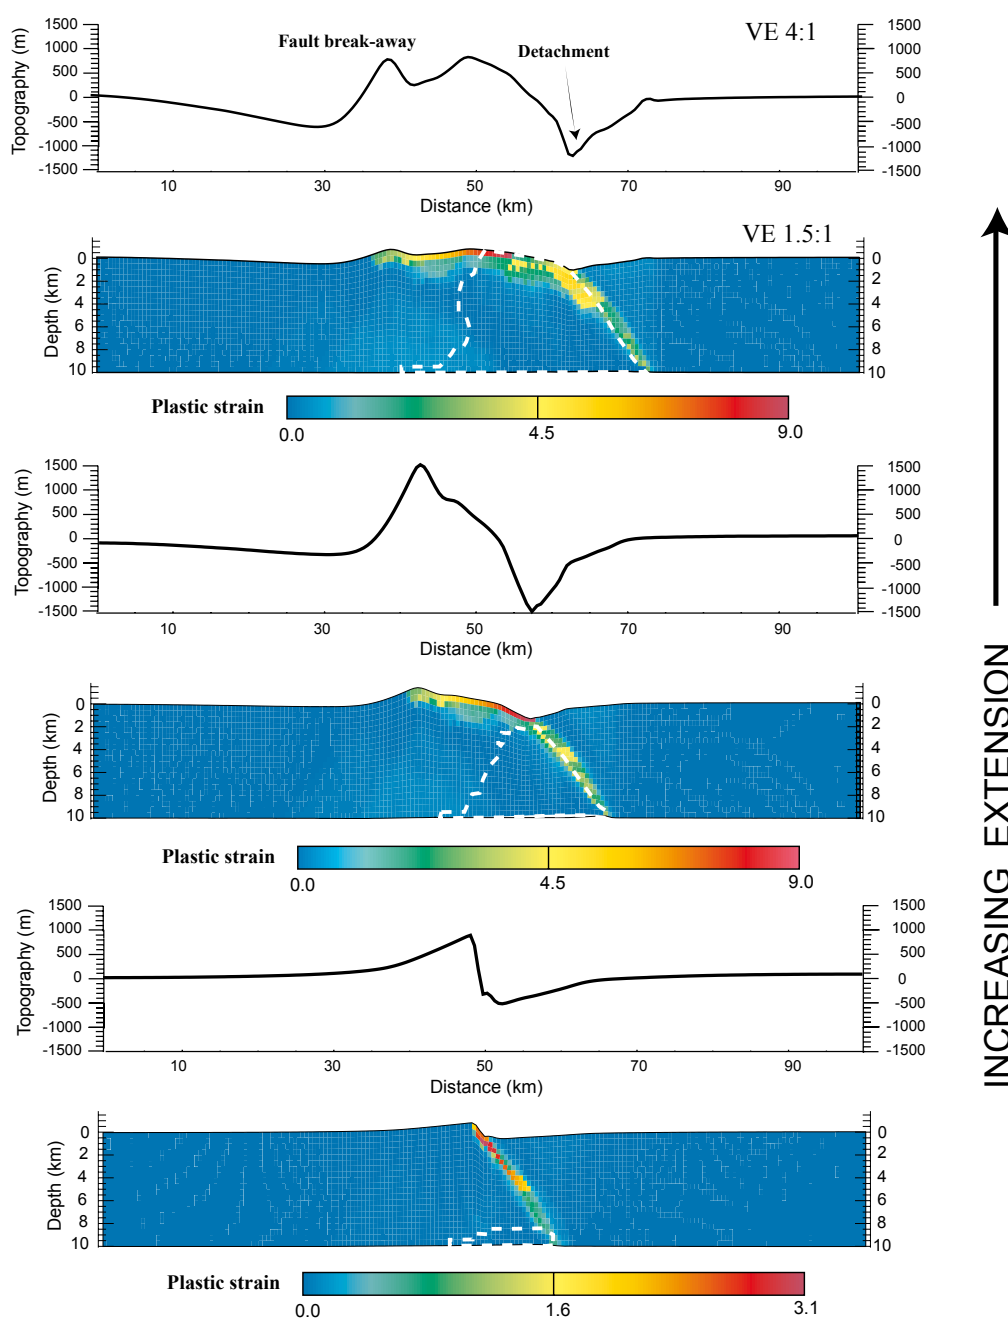 VE 4:1
Fault break-away
Detachment
Topography (m)
1500 1500
1000 1000
500 500
0 0
-500 -500
-1000 -1000
-1500 -1500
10 30 50 70 90
Distance (km)
VE 1.5:1
Depth (km)
0 0
2 2
4 4
6 6
8 8
10 10
Plastic strain
0.0 4.5 9.0
Topography (m)
1500 1500
1000 1000
500 500
0 0
-500 -500
-1000 -1000
-1500 -1500
10 30 50 70 90
Distance (km)
Depth (km)
0 0
2 2
4 4
6 6
8 8
10 10
Plastic strain
0.0 4.5 9.0
Topography (m)
1500 1500
1000 1000
500 500
0 0
-500 -500
-1000 -1000
-1500 -1500
10 30 50 70 90
Distance (km)
Depth (km)
0 0
2 2
4 4
6 6
8 8
10 10
Plastic strain
0.0 1.6 3.1
INCREASING EXTENSION